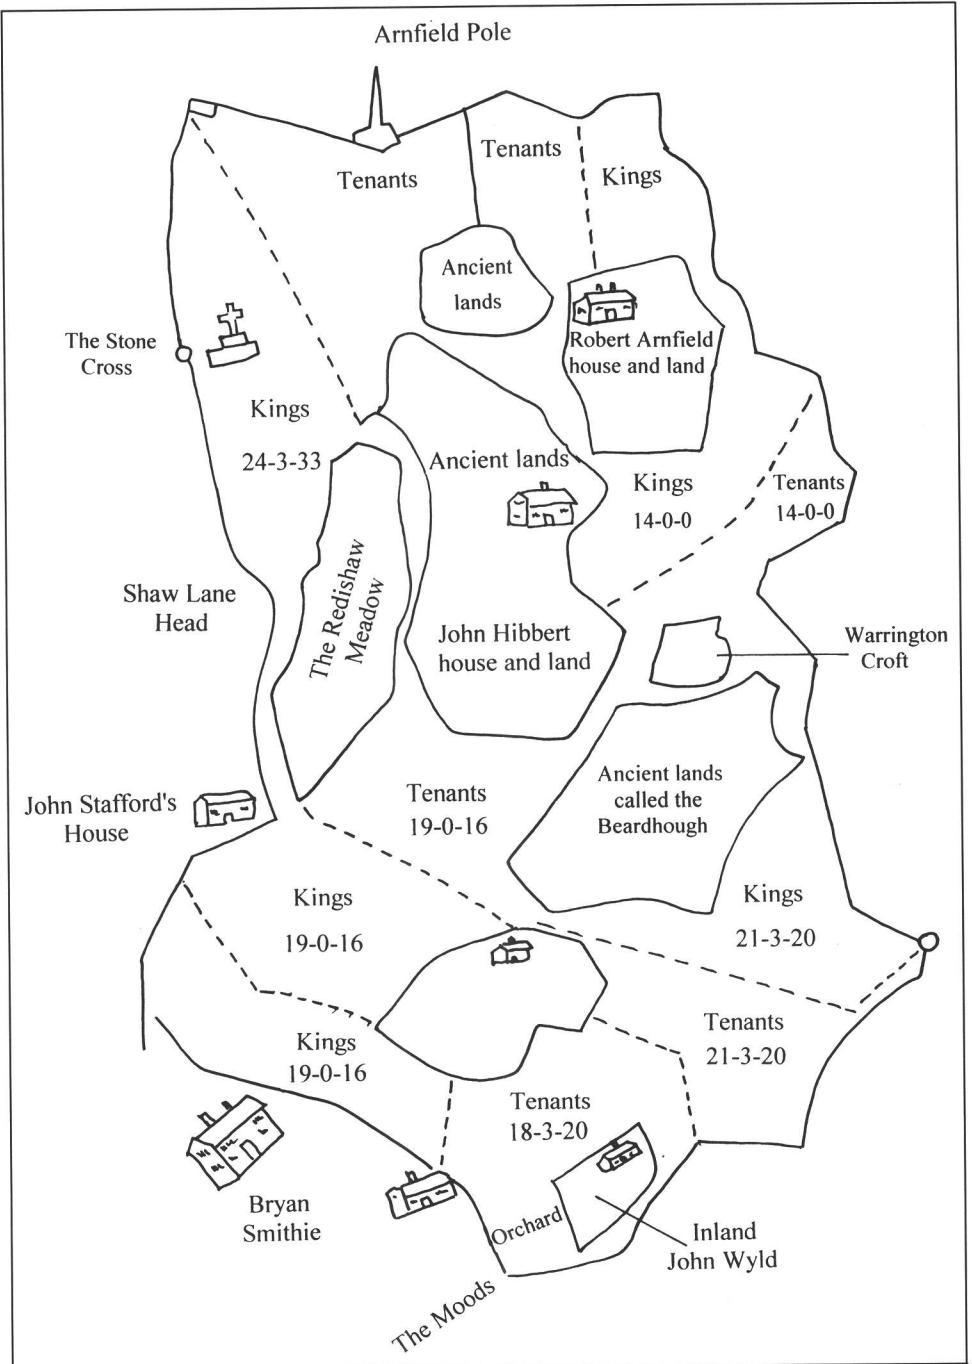 Arnfield Pole
Tenants
Tenants
Kings
Ancient
lands
The Stone
Cross
Robert Arnfield
house and land
Kings
24-3-33
Ancient lands
Kings
14-0-0
Tenants
14-0-0
Shaw Lane
Head
The Redishaw
Meadow
John Hibbert
house and land
Warrington
Croft
John Stafford's
House
Tenants
19-0-16
Ancient lands
called the
Beardhough
Kings
19-0-16
Kings
21-3-20
Kings
19-0-16
Tenants
21-3-20
Tenants
18-3-20
Bryan
Smithie
Orchard
Inland
John Wyld
The Moods